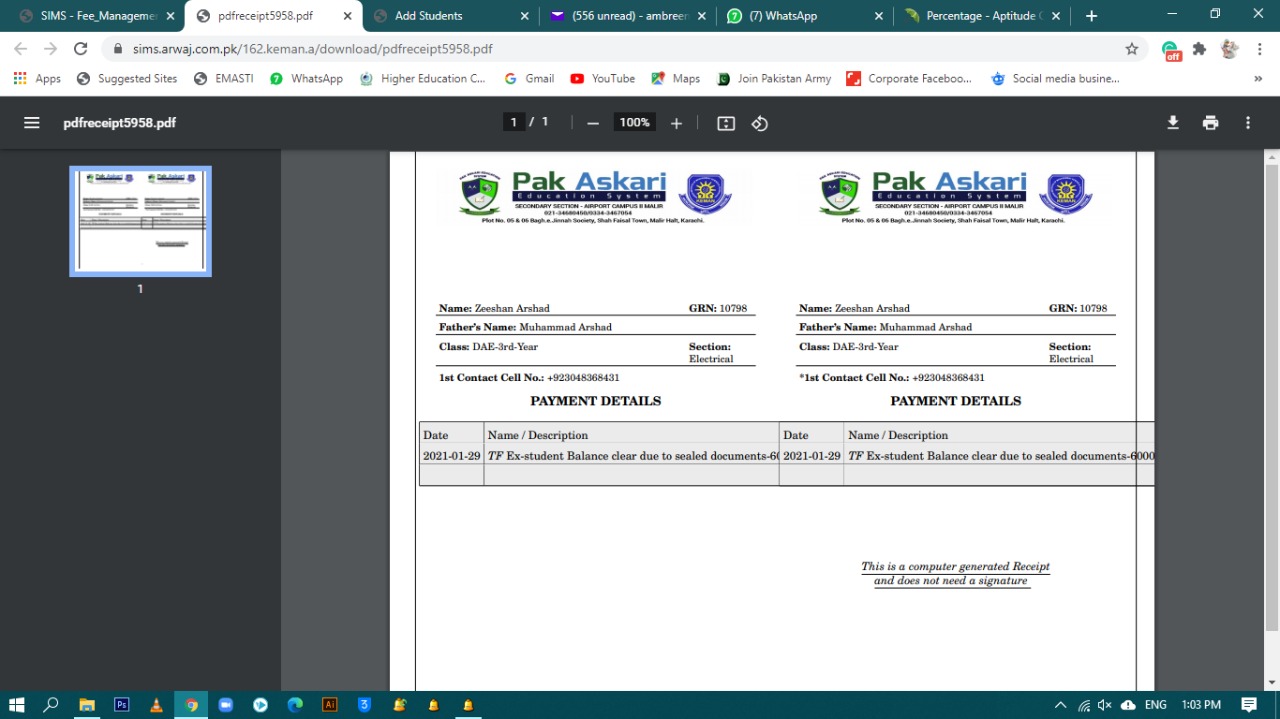 SIMS - Fee_Managemen
pdfreceipt5958.pdf
Add Students
(556 unread) - ambreen
(7) WhatsApp
Percentage - Aptitude
sims.arwaj.com.pk/162.keman.a/download/pdfreceipt5958.pdf
off
Apps
Suggested Sites
EMASTI
WhatsApp
Higher Education C...
Gmail
YouTube
Maps
Join Pakistan Army
Corporate Faceboo...
Social media busine...
»
pdfreceipt5958.pdf
1 / 1
100%
1
Pak Askari
Education System
SECONDARY SECTION - AIRPORT CAMPUS II MALIR
021-34680450/0334-3467054
Plot No. 05 & 06 Bagh.e.Jinnah Society, Shah Faisal Town, Malir Halt, Karachi.
KEMAN
Name: Zeeshan Arshad GRN: 10798
Father's Name: Muhammad Arshad
Class: DAE-3rd-Year Section:
Electrical
1st Contact Cell No.: +923048368431
PAYMENT DETAILS
Date Name / Description
2021-01-29 TF Ex-student Balance clear due to sealed documents-60
Pak Askari
Education System
SECONDARY SECTION - AIRPORT CAMPUS II MALIR
021-34680450/0334-3467054
Plot No. 05 & 06 Bagh.e.Jinnah Society, Shah Faisal Town, Malir Halt, Karachi.
KEMAN
Name: Zeeshan Arshad GRN: 10798
Father's Name: Muhammad Arshad
Class: DAE-3rd-Year Section:
Electrical
*1st Contact Cell No.: +923048368431
PAYMENT DETAILS
Date Name / Description
2021-01-29 TF Ex-student Balance clear due to sealed documents-6000
This is a computer generated Receipt
and does not need a signature
Ps
Ai
ENG
1:03 PM